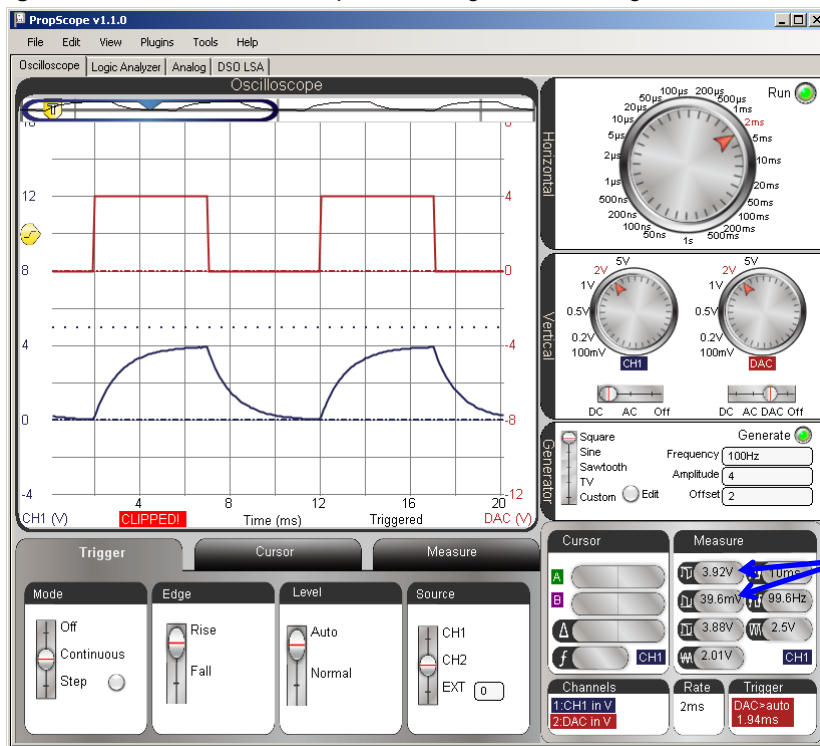 PropScope v1.1.0
File Edit View Plugins Tools Help
Oscilloscope Logic Analyzer Analog DSO LSA
Oscilloscope
T
12
8
4
0
-4
4
0
-4
-8
-12
4 8 12 16 20
CH1 (V) CLIPPED! Time (ms) Triggered DAC (V)
Horizontal
Run
50ns
100ns
200ns
500ns
1µs
2µs
5µs
10µs
20µs
50µs
100µs
200µs
500µs
1ms
2ms
5ms
10ms
20ms
50ms
100ms
200ms
500ms
1s
Vertical
5V
2V
1V
0.5V
0.2V
100mV
CH1
DC AC Off
5V
2V
1V
0.5V
0.2V
100mV
DAC
DC AC DAC Off
Generator
Square
Sine
Sawtooth
TV
Custom Edit
Generate
Frequency 100Hz
Amplitude 4
Offset 2
Trigger Cursor Measure
Mode
Off
Continuous
Step
Edge
Rise
Fall
Level
Auto
Normal
Source
CH1
CH2
EXT 0
Cursor
A
B
Δ
f CH1
Measure
3.92V 10ms
39.6mV 99.6Hz
3.88V 2.5V
2.01V CH1
Channels
1:CH1 in V
2:DAC in V
Rate
2ms
Trigger
DAC>auto
1.94ms